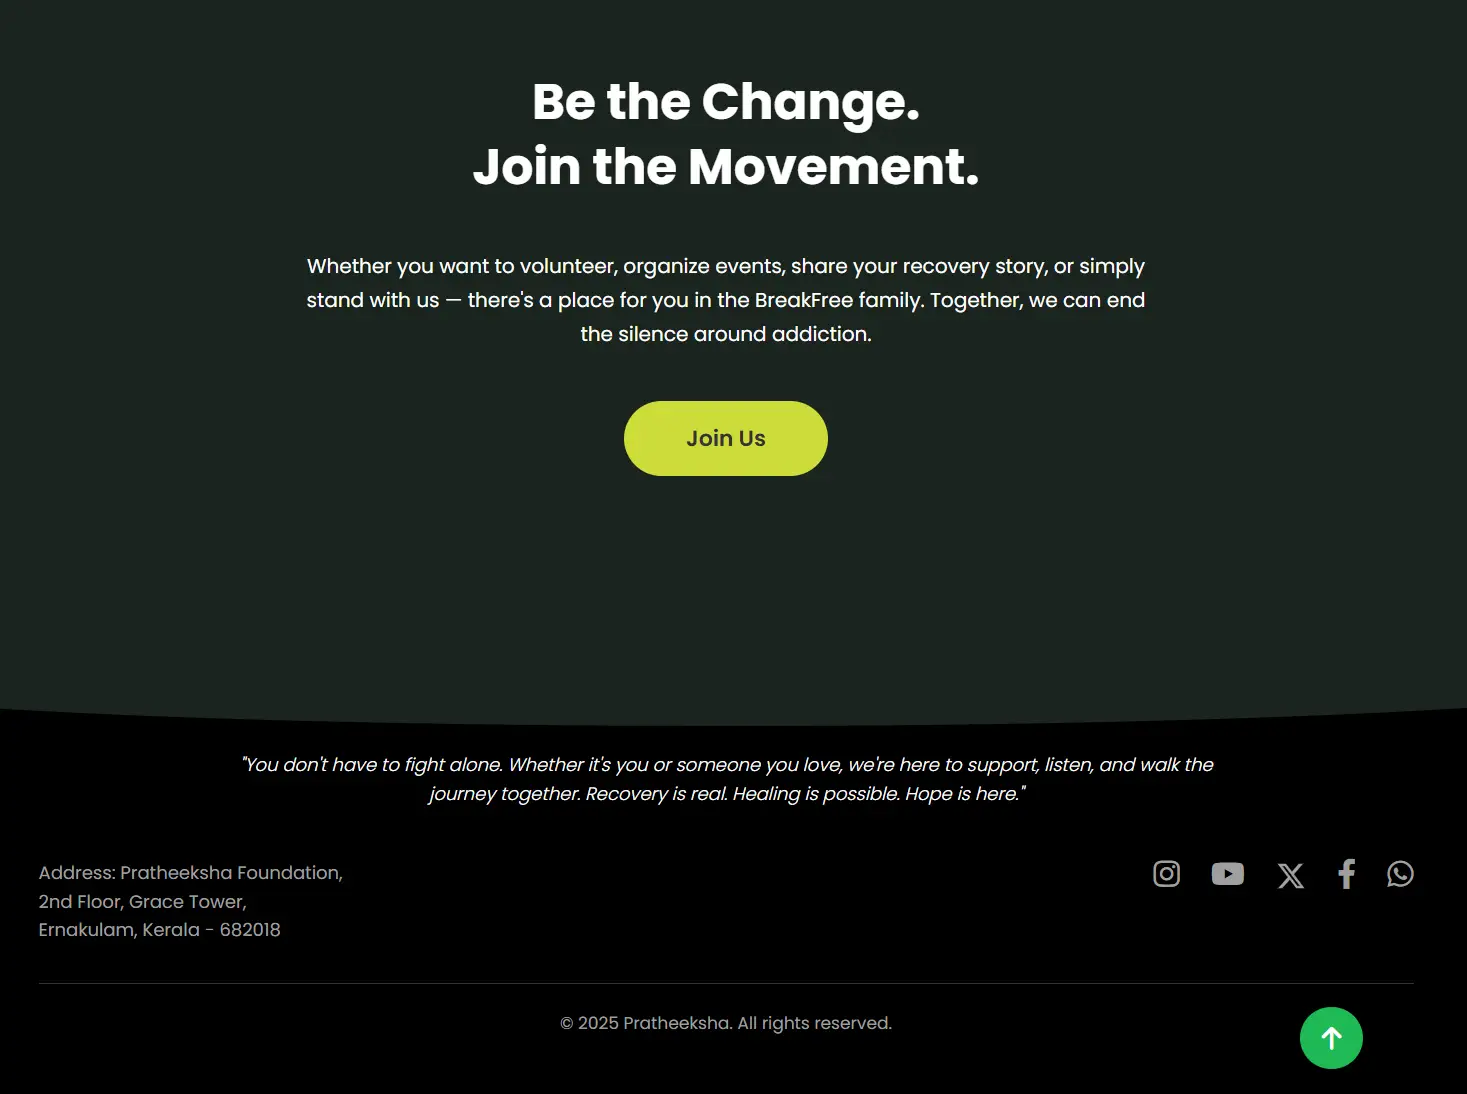 Be the Change.
Join the Movement.
Whether you want to volunteer, organize events, share your recovery story, or simply
stand with us — there's a place for you in the BreakFree family. Together, we can end
the silence around addiction.
Join Us
"You don't have to fight alone. Whether it's you or someone you love, we're here to support, listen, and walk the
journey together. Recovery is real. Healing is possible. Hope is here."
Address: Pratheeksha Foundation,
2nd Floor, Grace Tower,
Ernakulam, Kerala - 682018
© 2025 Pratheeksha. All rights reserved.